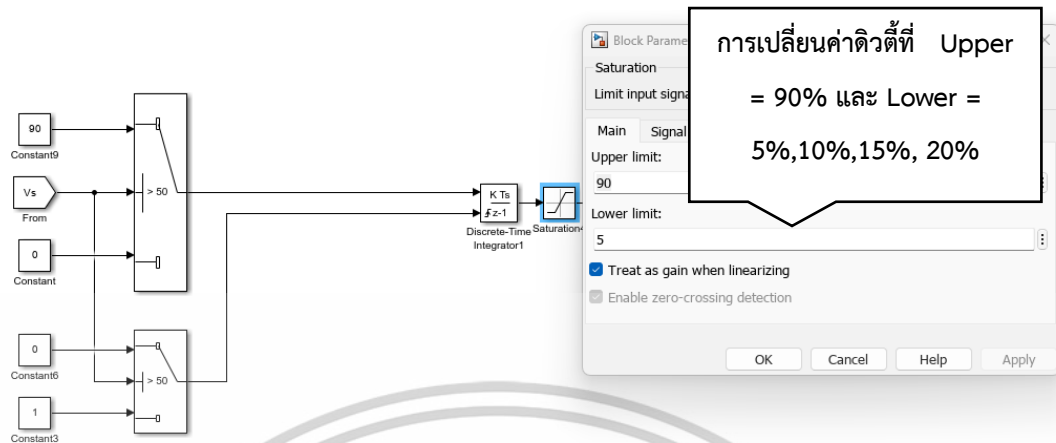 90
Constant9
Vs
From
0
Constant
> 50
0
Constant6
1
Constant3
> 50
K Ts
z-1
Discrete-Time
Integrator1
Block Parame
Saturation
Limit input signa
Main Signal
Upper limit:
90
Lower limit:
5
Treat as gain when linearizing
Enable zero-crossing detection
OK Cancel Help Apply
การเปลี่ยนค่าดิวตี้ที่ Upper
= 90% และ Lower =
5%,10%,15%, 20%